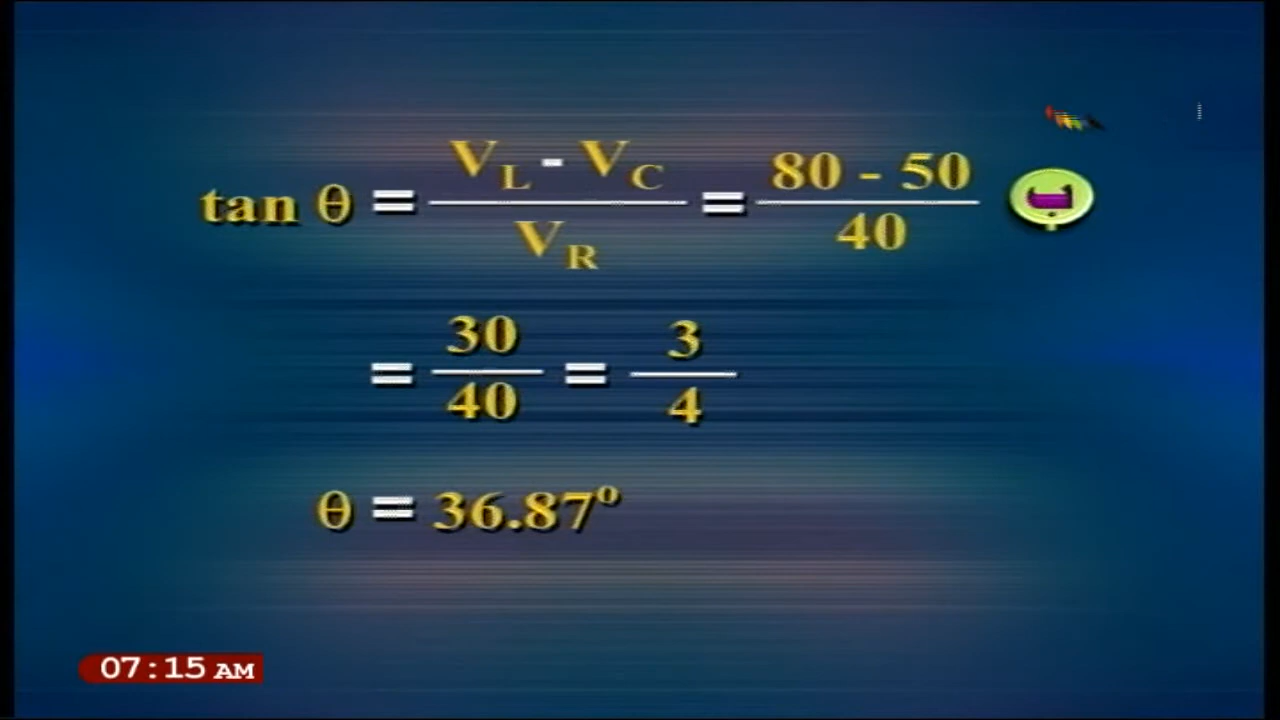 tan θ = V_L - V_C / V_R = 80 - 50 / 40 ب
= 30 / 40 = 3 / 4
θ = 36.87°
07:15 AM